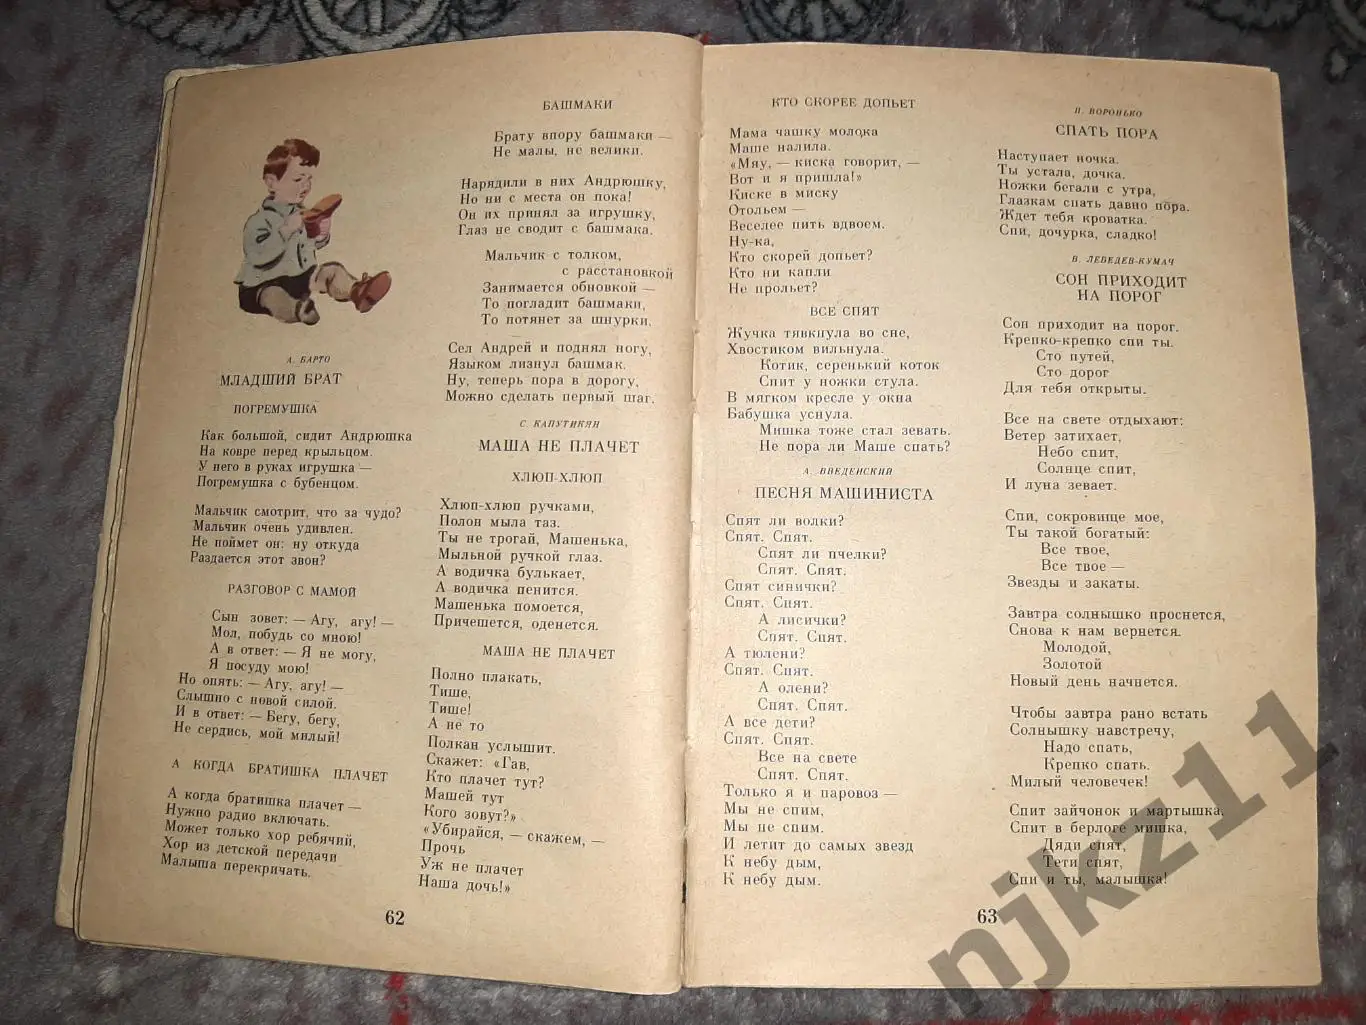 А. БАРТО
МЛАДШИЙ БРАТ
ПОГРЕМУШКА
Как большой, сидит Андрюшка
На ковре перед крыльцом.
У него в руках игрушка —
Погремушка с бубенцом.
Мальчик смотрит, что за чудо?
Мальчик очень удивлен.
Не поймет он: ну откуда
Раздается этот звон?
РАЗГОВОР С МАМОЙ
Сын зовет: — Агу, агу! —
Мол, побудь со мною!
А в ответ: — Я не могу,
Я посуду мою!
Но опять: — Агу, агу! —
Слышно с новой силой.
И в ответ: — Бегу, бегу,
Не сердись, мой милый!
А КОГДА БРАТИШКА ПЛАЧЕТ
А когда братишка плачет —
Нужно радио включать.
Может только хор ребячий,
Хор из детской передачи
Малыша перекричать.
БАШМАКИ
Брату впору башмаки —
Не малы, не велики.
Нарядили в них Андрюшку,
Но ни с места он пока!
Он их принял за игрушку,
Глаз не сводит с башмака.
Мальчик с толком,
с расстановкой
Занимается обновкой —
То погладит башмаки,
То потянет за шнурки.
Сел Андрей и поднял ногу,
Языком лизнул башмак.
Ну, теперь пора в дорогу,
Можно сделать первый шаг.
С. КАПУТИКЯН
МАША НЕ ПЛАЧЕТ
ХЛЮП-ХЛЮП
Хлюп-хлюп ручками,
Полон мыла таз.
Ты не трогай, Машенька,
Мыльной ручкой глаз.
А водичка булькает,
А водичка пенится.
Машенька помоется,
Причешется, оденется.
МАША НЕ ПЛАЧЕТ
Полно плакать,
Тише,
Тише!
А не то
Полкан услышит.
Скажет: «Гав,
Кто плачет тут?
Машей тут
Кого зовут?»
«Убирайся, — скажем, —
Прочь
Уж не плачет
Наша дочь!»
62
КТО СКОРЕЕ ДОПЬЕТ
Мама чашку молока
Маше налила.
«Мяу, — киска говорит, —
Вот и я пришла!»
Киске в миску
Отольем —
Веселее пить вдвоем.
Ну-ка,
Кто скорей допьет?
Кто ни капли
Не прольет?
ВСЕ СПЯТ
Жучка тявкнула во сне,
Хвостиком вильнула.
Котик, серенький коток
Спит у ножки стула.
В мягком кресле у окна
Бабушка уснула.
Мишка тоже стал зевать.
Не пора ли Маше спать?
А. ВВЕДЕНСКИЙ
ПЕСНЯ МАШИНИСТА
Спят ли волки?
Спят. Спят.
Спят ли пчелки?
Спят. Спят.
Спят синички?
Спят. Спят.
А лисички?
Спят. Спят.
А тюлени?
Спят. Спят.
А олени?
Спят. Спят.
А все дети?
Спят. Спят.
Все на свете
Спят. Спят.
Только я и паровоз —
Мы не спим,
Мы не спим.
И летит до самых звезд
К небу дым,
К небу дым.
П. ВОРОНЬКО
СПАТЬ ПОРА
Наступает ночка.
Ты устала, дочка.
Ножки бегали с утра,
Глазкам спать давно пора.
Ждет тебя кроватка.
Спи, дочурка, сладко!
В. ЛЕБЕДЕВ-КУМАЧ
СОН ПРИХОДИТ
НА ПОРОГ
Сон приходит на порог.
Крепко-крепко спи ты.
Сто путей,
Сто дорог
Для тебя открыты.
Все на свете отдыхают:
Ветер затихает,
Небо спит,
Солнце спит,
И луна зевает.
Спи, сокровище мое,
Ты такой богатый:
Все твое,
Все твое —
Звезды и закаты.
Завтра солнышко проснется,
Снова к нам вернется.
Молодой,
Золотой
Новый день начнется.
Чтобы завтра рано встать
Солнышку навстречу,
Надо спать,
Крепко спать.
Милый человечек!
Спит зайчонок и мартышка,
Спит в берлоге мишка,
Дяди спят,
Тети спят,
Спи и ты, малышка!
63
njkz11